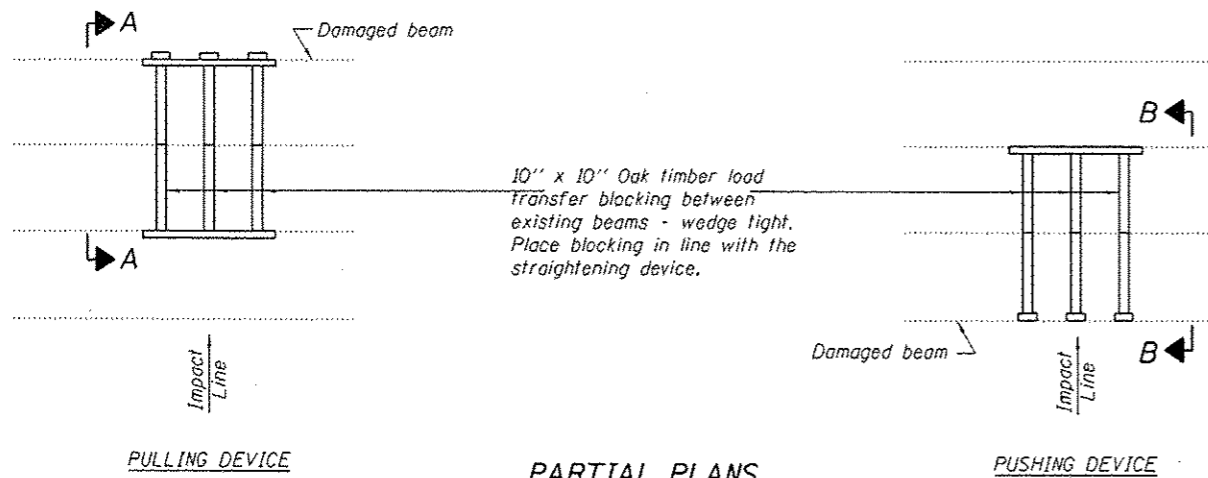 A
Damaged beam
B
10" x 10" Oak timber load
transfer blocking between
existing beams - wedge tight.
Place blocking in line with the
straightening device.
A
Damaged beam
B
Impact
Line
Impact
Line
PULLING DEVICE
PARTIAL PLANS
PUSHING DEVICE